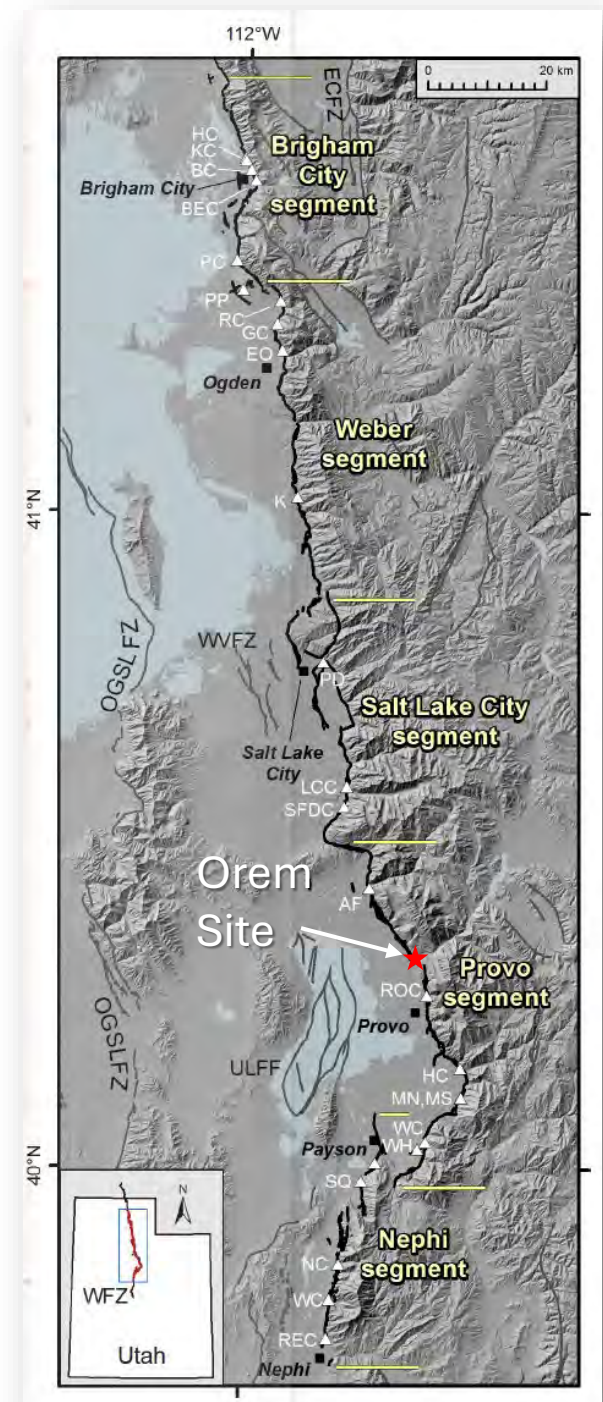 112°W
0 20 km
ECFZ
HC
KC
BC
Brigham
City
segment
Brigham City
BEC
PC
PP
RC
GC
EO
Ogden
Weber
segment
41°N
K
OGSLFZ
WVFZ
PD
Salt Lake City
segment
Salt Lake
City
LCC
SFDC
Orem
Site
AF
Provo
segment
ROC
Provo
OGSLFZ
ULFF
HC
MN,MS
WC
WH
Payson
40°N
SQ
Nephi
segment
NC
WC
REC
Nephi
N
WFZ
Utah